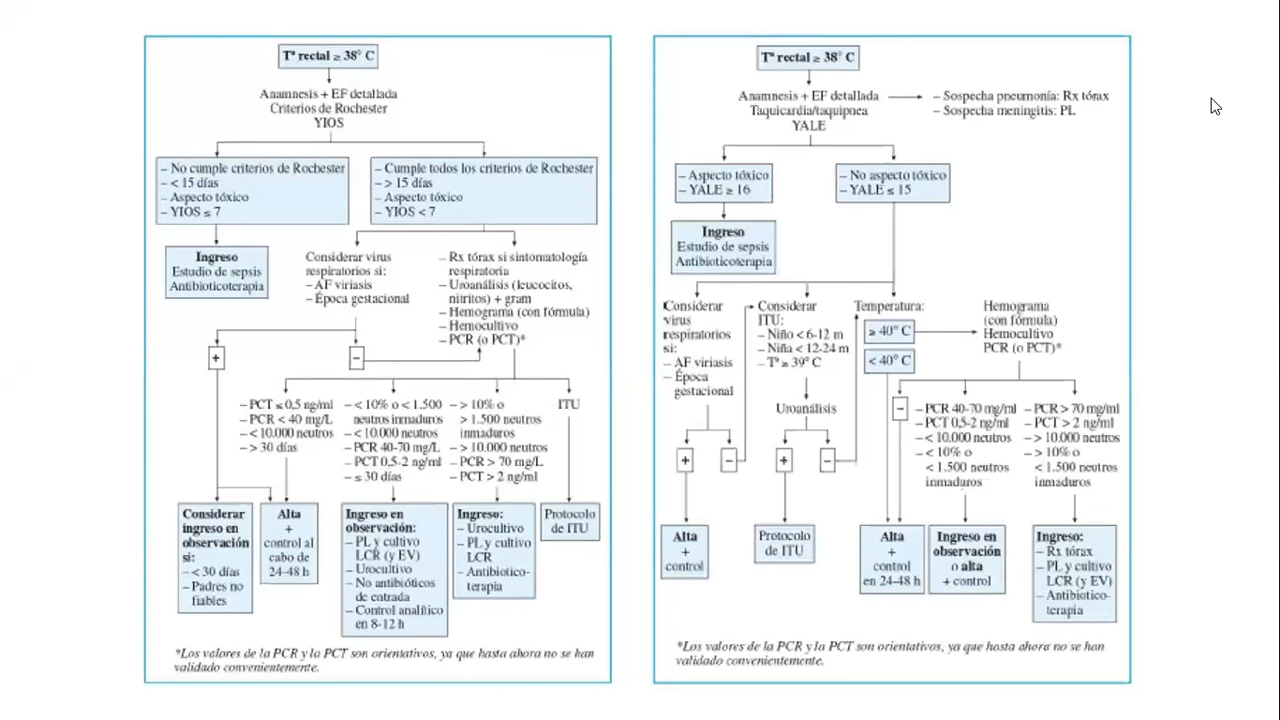 Tª rectal ≥ 38° C
Anamnesis + EF detallada
Criterios de Rochester
YIOS
– No cumple criterios de Rochester
– < 15 días
– Aspecto tóxico
– YIOS ≤ 7
– Cumple todos los criterios de Rochester
– > 15 días
– Aspecto tóxico
– YIOS < 7
Ingreso
Estudio de sepsis
Antibioticoterapia
Considerar virus
respiratorios si:
– AF viriasis
– Época gestacional
– Rx tórax si sintomatología
respiratoria
– Uroanálisis (leucocitos,
nitritos) + gram
– Hemograma (con fórmula)
– Hemocultivo
– PCR (o PCT)*
+
–
– PCT ≤ 0,5 ng/ml
– PCR < 40 mg/L
– < 10.000 neutros
– > 30 días
– < 10% o < 1.500
neutros inmaduros
– < 10.000 neutros
– PCR 40-70 mg/L
– PCT 0,5-2 ng/ml
– ≤ 30 días
– > 10% o
> 1.500 neutros
inmaduros
– > 10.000 neutros
– PCR > 70 mg/L
– PCT > 2 ng/ml
ITU
Considerar
ingreso en
observación
si:
– < 30 días
– Padres no
fiables
Alta
+
control al
cabo de
24-48 h
Ingreso en
observación:
– PL y cultivo
LCR (y EV)
– Urocultivo
– No antibióticos
de entrada
– Control analítico
en 8-12 h
Ingreso:
– Urocultivo
– PL y cultivo
LCR
– Antibiotico-
terapia
Protocolo
de ITU
*Los valores de la PCR y la PCT son orientativos, ya que hasta ahora no se han
validado convenientemente.
Tª rectal ≥ 38° C
Anamnesis + EF detallada
Taquicardia/taquipnea
YALE
– Sospecha pneumonía: Rx tórax
– Sospecha meningitis: PL
– Aspecto tóxico
– YALE ≥ 16
– No aspecto tóxico
– YALE ≤ 15
Ingreso
Estudio de sepsis
Antibioticoterapia
Considerar
virus
respiratorios
si:
– AF viriasis
– Época
gestacional
Considerar
ITU:
– Niño < 6-12 m
– Niña < 12-24 m
– Tª ≥ 39° C
Temperatura:
≥ 40° C
< 40° C
Hemograma
(con fórmula)
Hemocultivo
PCR (o PCT)*
Uroanálisis
+
–
+
–
–
– PCR 40-70 mg/ml
– PCT 0,5-2 ng/ml
– < 10.000 neutros
– < 10% o
< 1.500 neutros
inmaduros
– PCR > 70 mg/ml
– PCT > 2 ng/ml
– > 10.000 neutros
– > 10% o
< 1.500 neutros
inmaduros
Alta
+
control
Protocolo
de ITU
Alta
+
control
en 24-48 h
Ingreso en
observación
o alta
+ control
Ingreso:
– Rx tórax
– PL y cultivo
LCR (y EV)
– Antibiotico-
terapia
*Los valores de la PCR y la PCT son orientativos, ya que hasta ahora no se han
validado convenientemente.